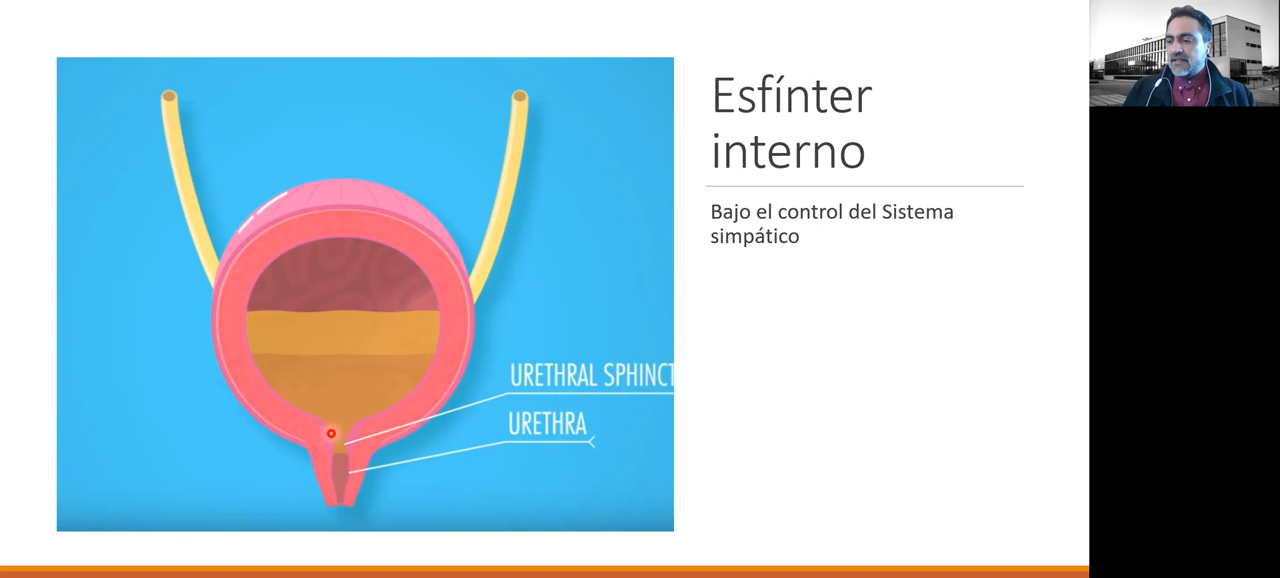 Esfínter
interno
Bajo el control del Sistema
simpático
URETHRAL SPHINCT
URETHRA